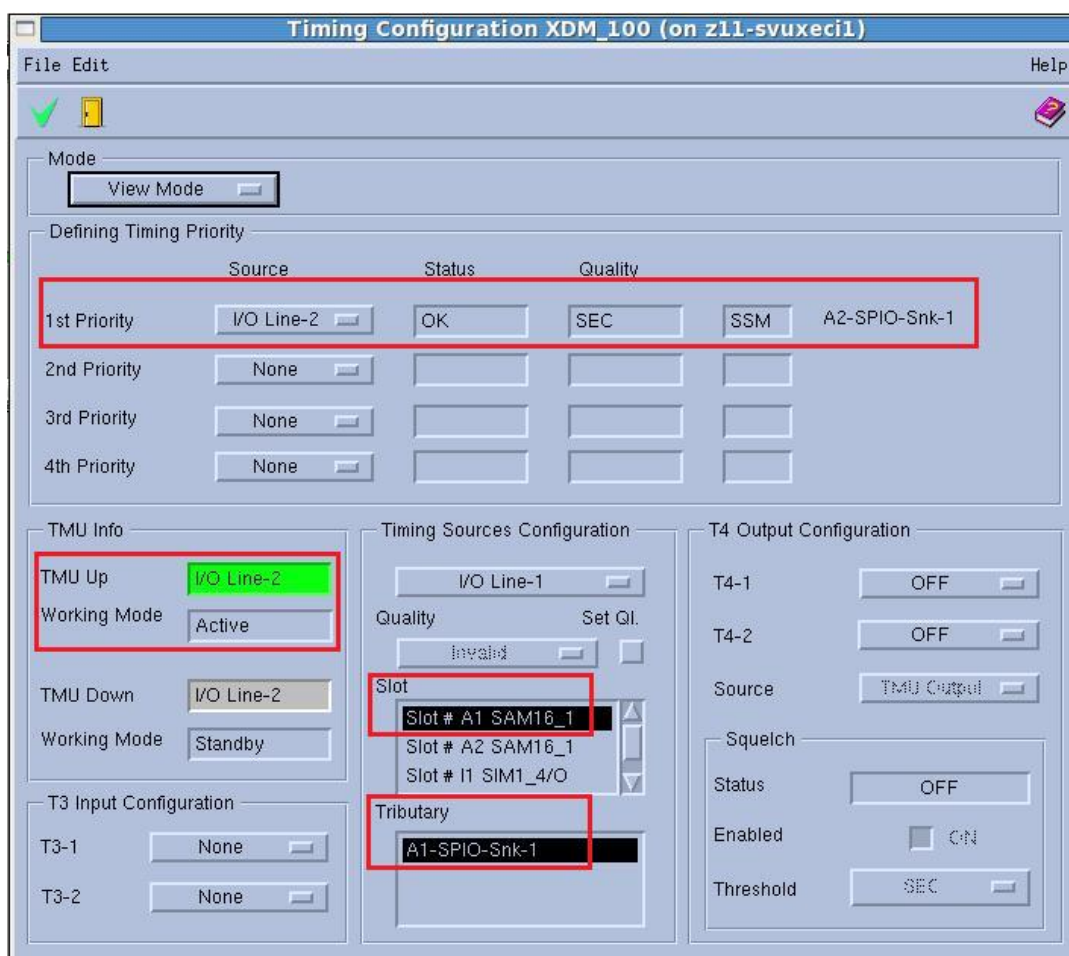 Timing Configuration XDM_100 (on z11-svuxeci1)
File Edit Help
Mode
View Mode
Defining Timing Priority
Source Status Quality
1st Priority I/O Line-2 OK SEC SSM A2-SPIO-Snk-1
2nd Priority None
3rd Priority None
4th Priority None
TMU Info
TMU Up I/O Line-2
Working Mode Active
TMU Down I/O Line-2
Working Mode Standby
T3 Input Configuration
T3-1 None
T3-2 None
Timing Sources Configuration
I/O Line-1
Quality Set Ql.
Invalid
Slot
Slot # A1 SAM16_1
Slot # A2 SAM16_1
Slot # I1 SIM1_4/O
Tributary
A1-SPIO-Snk-1
T4 Output Configuration
T4-1 OFF
T4-2 OFF
Source TMU Output
Squelch
Status OFF
Enabled ON
Threshold SEC